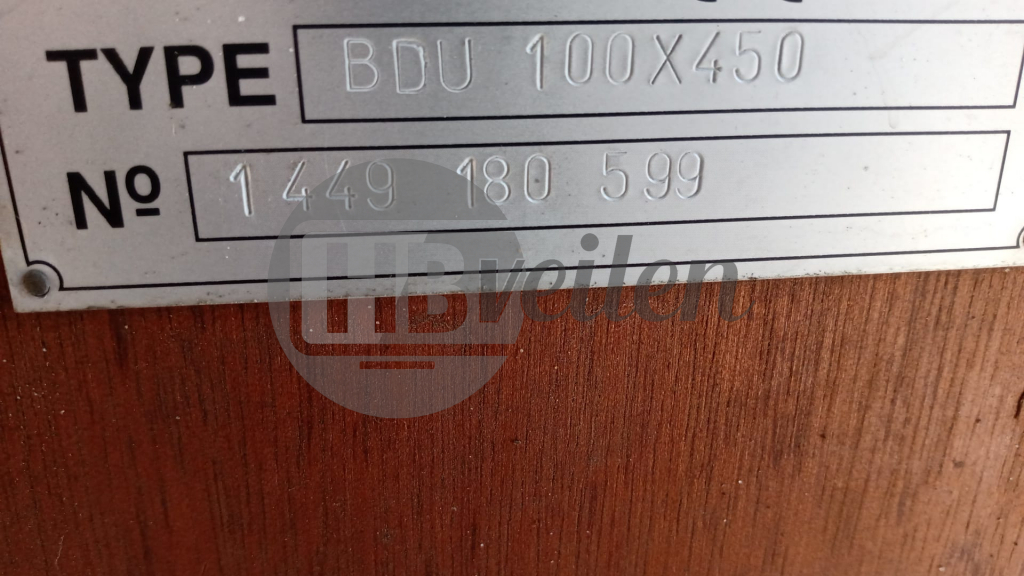 TYPE BDU 100X450
Nº 1449 180 599
HBveilen